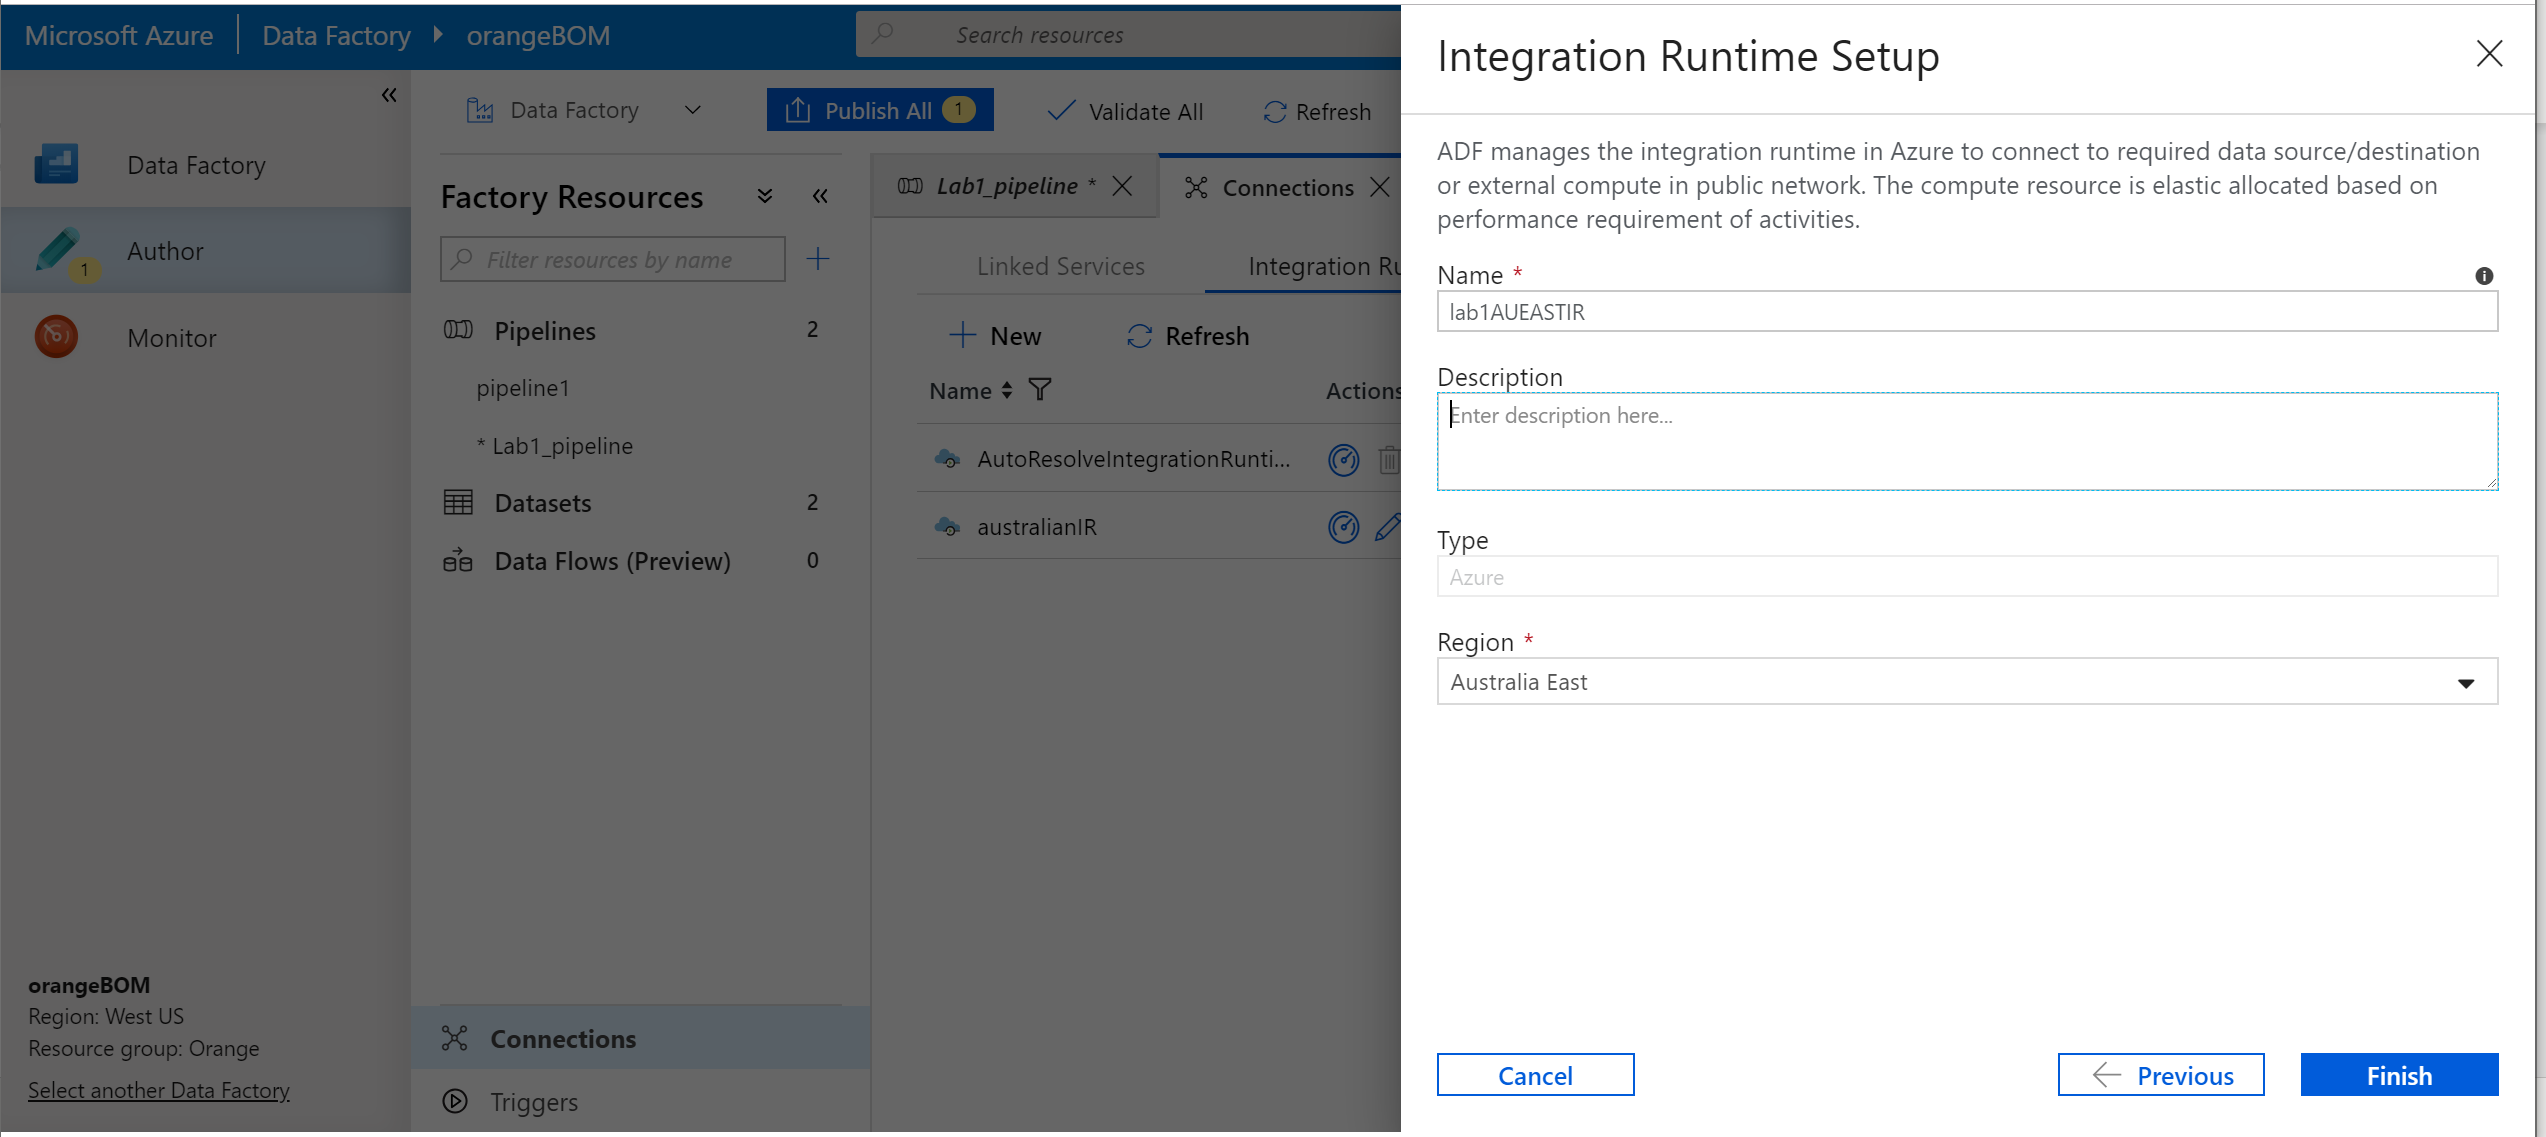 Microsoft Azure
Data Factory
orangeBOM
Search resources
Data Factory
Author
1
Monitor
orangeBOM
Region: West US
Resource group: Orange
Select another Data Factory
Data Factory
Publish All 1
Validate All
Refresh
Factory Resources
Filter resources by name
Pipelines 2
pipeline1
* Lab1_pipeline
Datasets 2
Data Flows (Preview) 0
Connections
Triggers
Lab1_pipeline *
Connections
Linked Services
Integration Ru
New
Refresh
Name
Actions
AutoResolveIntegrationRunti...
australianIR
Integration Runtime Setup
ADF manages the integration runtime in Azure to connect to required data source/destination
or external compute in public network. The compute resource is elastic allocated based on
performance requirement of activities.
Name *
lab1AUEASTIR
Description
Enter description here...
Type
Azure
Region *
Australia East
Cancel
Previous
Finish